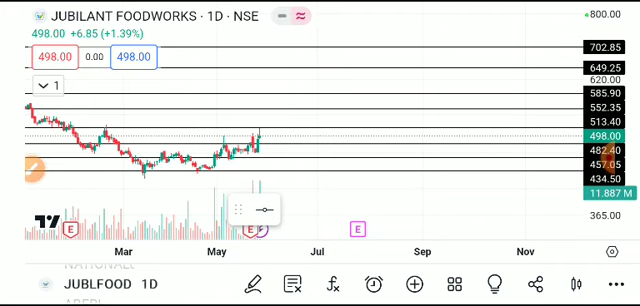 JUBILANT FOODWORKS · 1D · NSE
498.00 +6.85 (+1.39%)
498.00 0.00 498.00
1
800.00
702.85
649.25
620.00
585.90
552.35
513.40
498.00
482.40
457.05
434.50
11.887 M
365.00
E E E
Mar May Jul Sep Nov
JUBLFOOD 1D